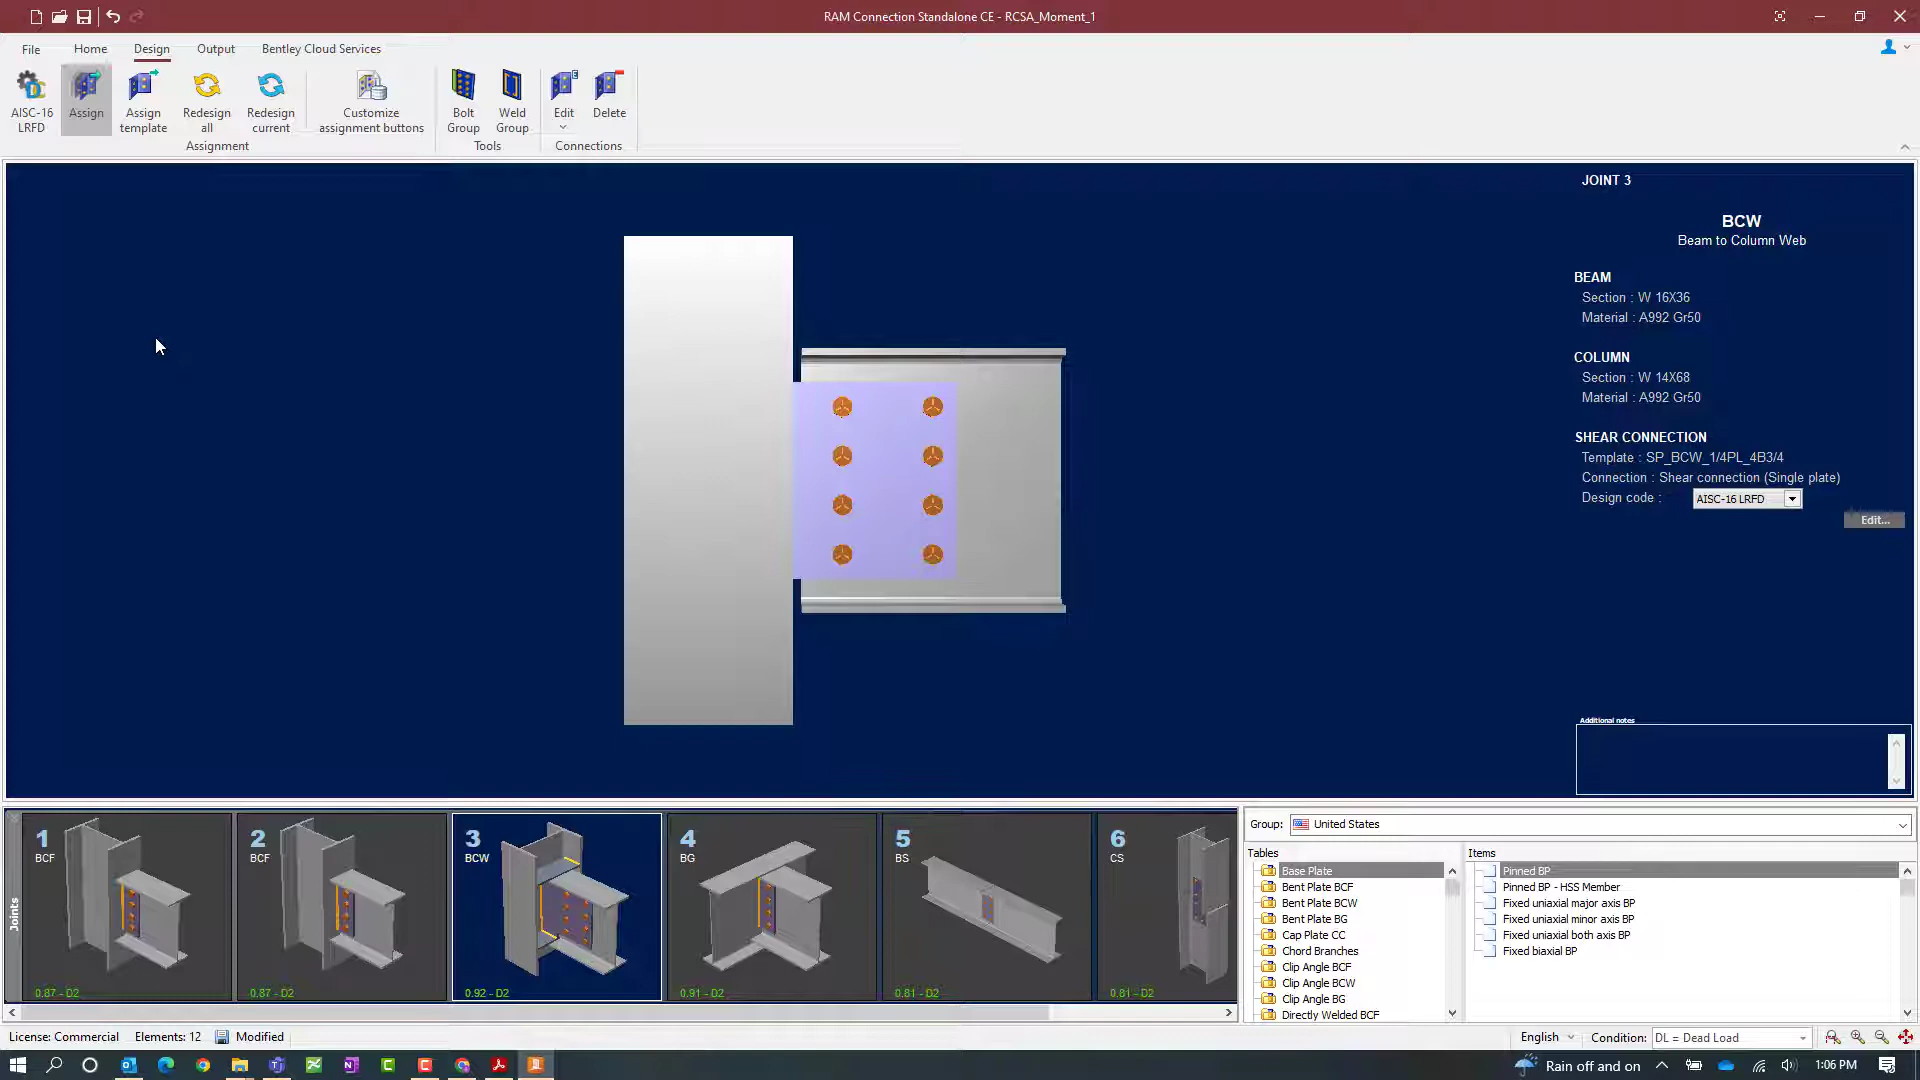 RAM Connection Standalone CE - RCSA_Moment_1
File Home Design Output Bentley Cloud Services
AISC-16 LRFD
Assign
Assign template
Redesign all
Redesign current
Customize assignment buttons
Bolt Group
Weld Group
Edit
Delete
Assignment
Tools
Connections
JOINT 3
BCW
Beam to Column Web
BEAM
Section : W 16X36
Material : A992 Gr50
COLUMN
Section : W 14X68
Material : A992 Gr50
SHEAR CONNECTION
Template : SP_BCW_1/4PL_4B3/4
Connection : Shear connection (Single plate)
Design code : AISC-16 LRFD
Edit...
Additional notes
Joints
1
BCF
0.87 - D2
2
BCF
0.87 - D2
3
BCW
0.92 - D2
4
BG
0.91 - D2
5
BS
0.81 - D2
6
CS
0.81 - D2
Group: United States
Tables
Base Plate
Bent Plate BCF
Bent Plate BCW
Bent Plate BG
Cap Plate CC
Chord Branches
Clip Angle BCF
Clip Angle BCW
Clip Angle BG
Directly Welded BCF
Items
Pinned BP
Pinned BP - HSS Member
Fixed uniaxial major axis BP
Fixed uniaxial minor axis BP
Fixed uniaxial both axis BP
Fixed biaxial BP
License: Commercial Elements: 12 Modified
English Condition: DL = Dead Load
Rain off and on 1:06 PM